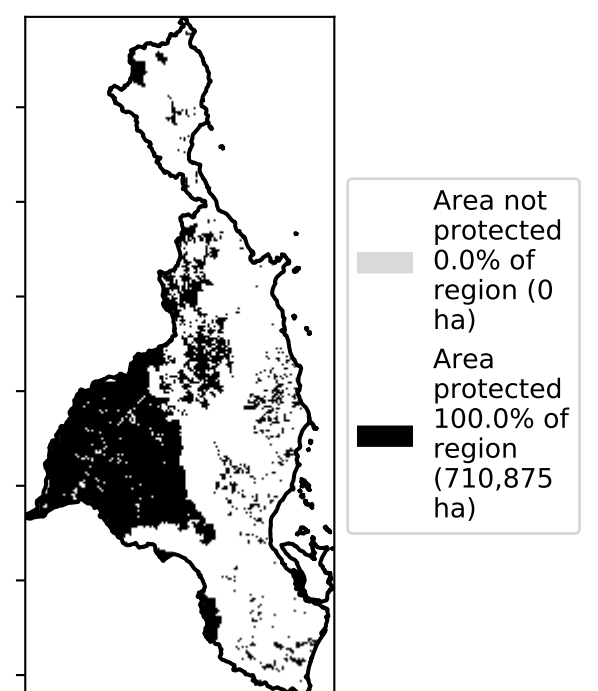 Area not
protected
0.0% of
region (0
ha)
Area
protected
100.0% of
region
(710,875
ha)